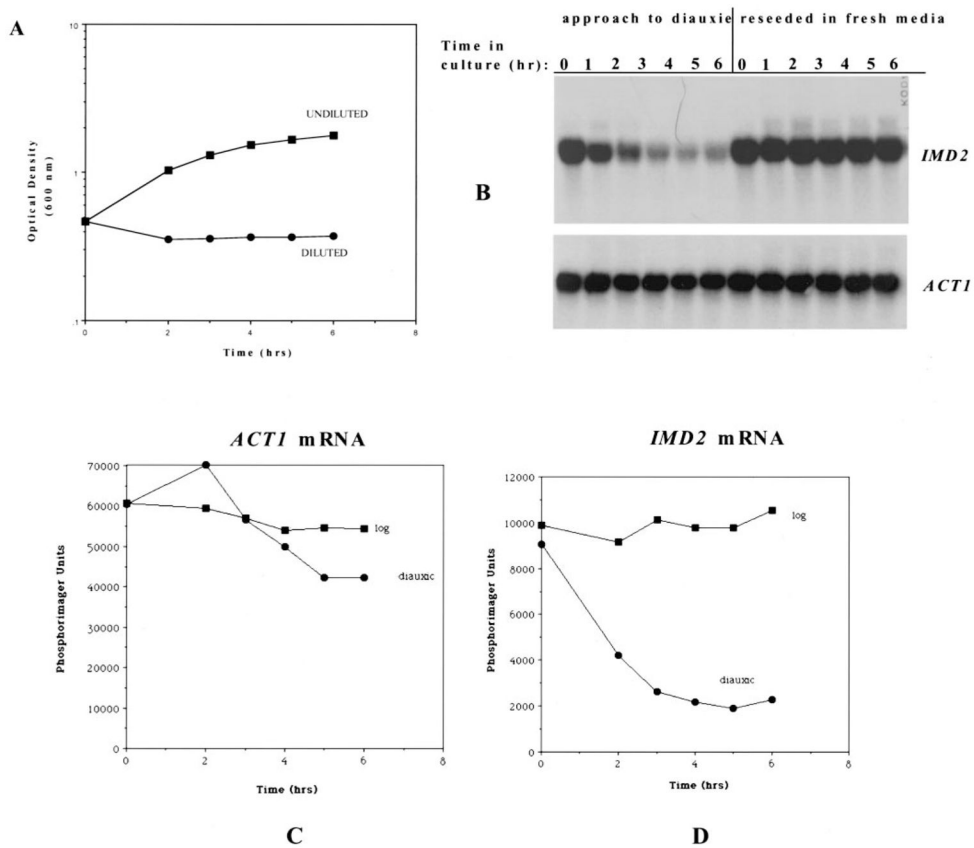 A
Optical Density
(600 nm)
10
1
.1
UNDILUTED
DILUTED
0 2 4 6 8
Time (hrs)
approach to diauxie reseeded in fresh media
Time in
culture (hr): 0 1 2 3 4 5 6 0 1 2 3 4 5 6
B
IMD2
ACT1
ACT1 mRNA
Phosphorimager Units
70000
60000
50000
40000
30000
20000
10000
0
log
diauxic
0 2 4 6 8
Time (hrs)
C
IMD2 mRNA
Phosphorimager Units
12000
10000
8000
6000
4000
2000
0
log
diauxic
0 2 4 6 8
Time (hrs)
D